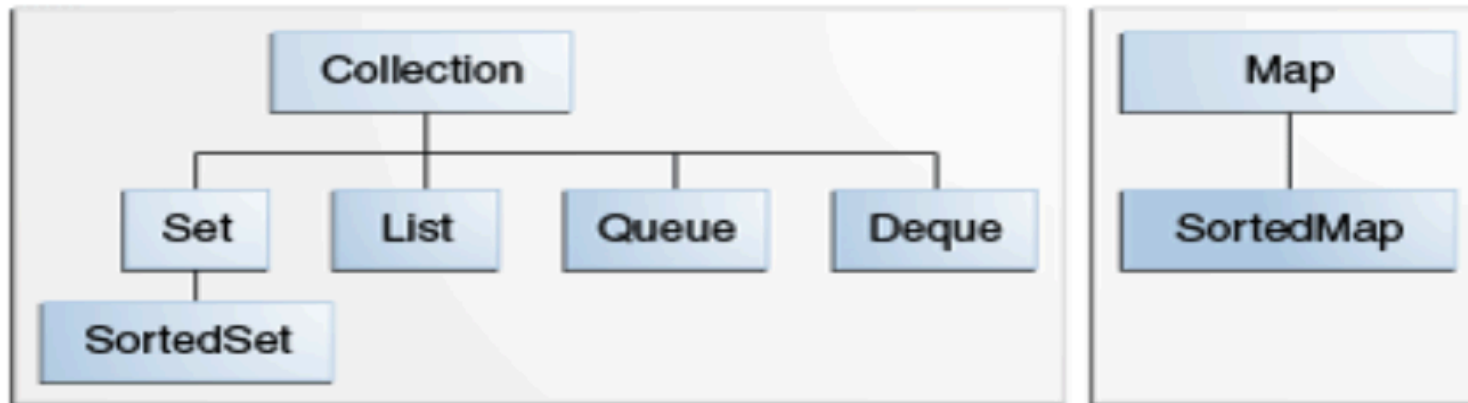 Collection
Map
Set
List
Queue
Deque
SortedMap
SortedSet